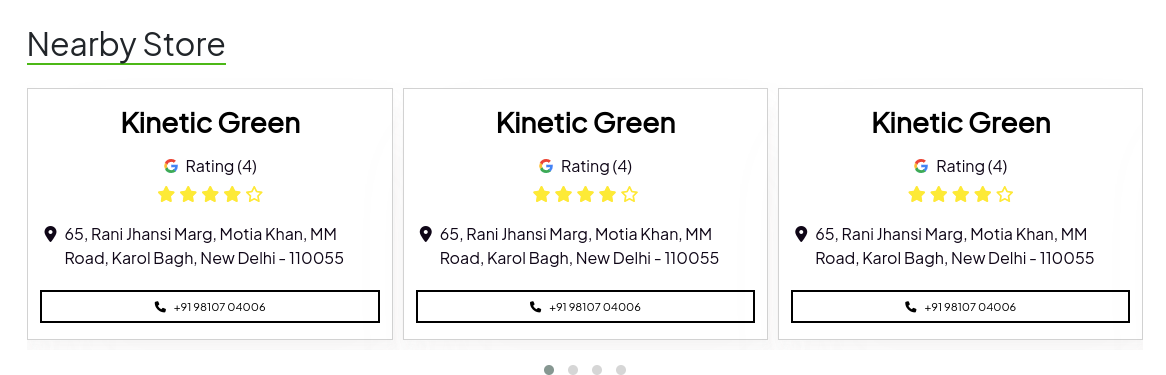 Nearby Store
Kinetic Green
Rating (4)
65, Rani Jhansi Marg, Motia Khan, MM
Road, Karol Bagh, New Delhi - 110055
+91 98107 04006
Kinetic Green
Rating (4)
65, Rani Jhansi Marg, Motia Khan, MM
Road, Karol Bagh, New Delhi - 110055
+91 98107 04006
Kinetic Green
Rating (4)
65, Rani Jhansi Marg, Motia Khan, MM
Road, Karol Bagh, New Delhi - 110055
+91 98107 04006